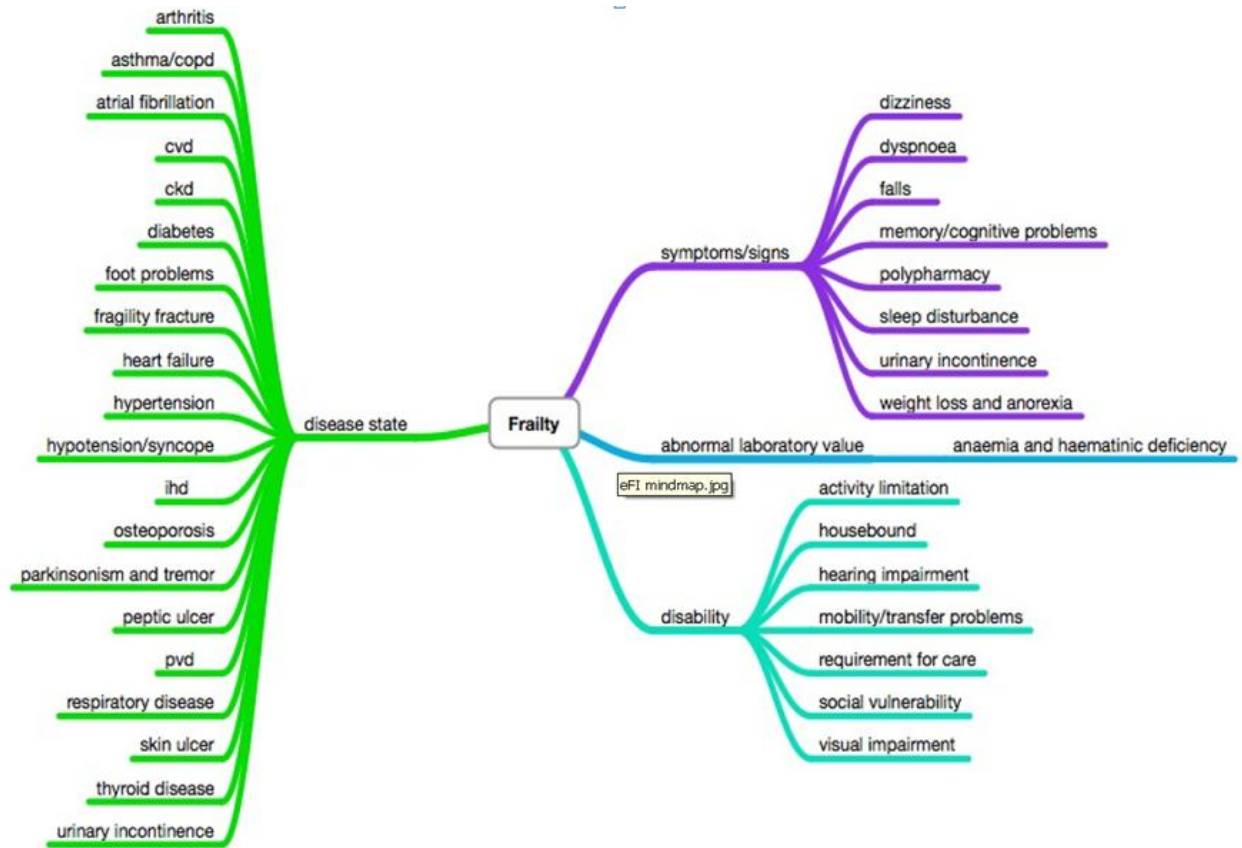 arthritis
asthma/copd
atrial fibrillation
cvd
ckd
diabetes
foot problems
fragility fracture
heart failure
hypertension
hypotension/syncope
ihd
osteoporosis
parkinsonism and tremor
peptic ulcer
pvd
respiratory disease
skin ulcer
thyroid disease
urinary incontinence
disease state
Frailty
symptoms/signs
dizziness
dyspnoea
falls
memory/cognitive problems
polypharmacy
sleep disturbance
urinary incontinence
weight loss and anorexia
abnormal laboratory value
anaemia and haematinic deficiency
eFI mindmap.jpg
disability
activity limitation
housebound
hearing impairment
mobility/transfer problems
requirement for care
social vulnerability
visual impairment